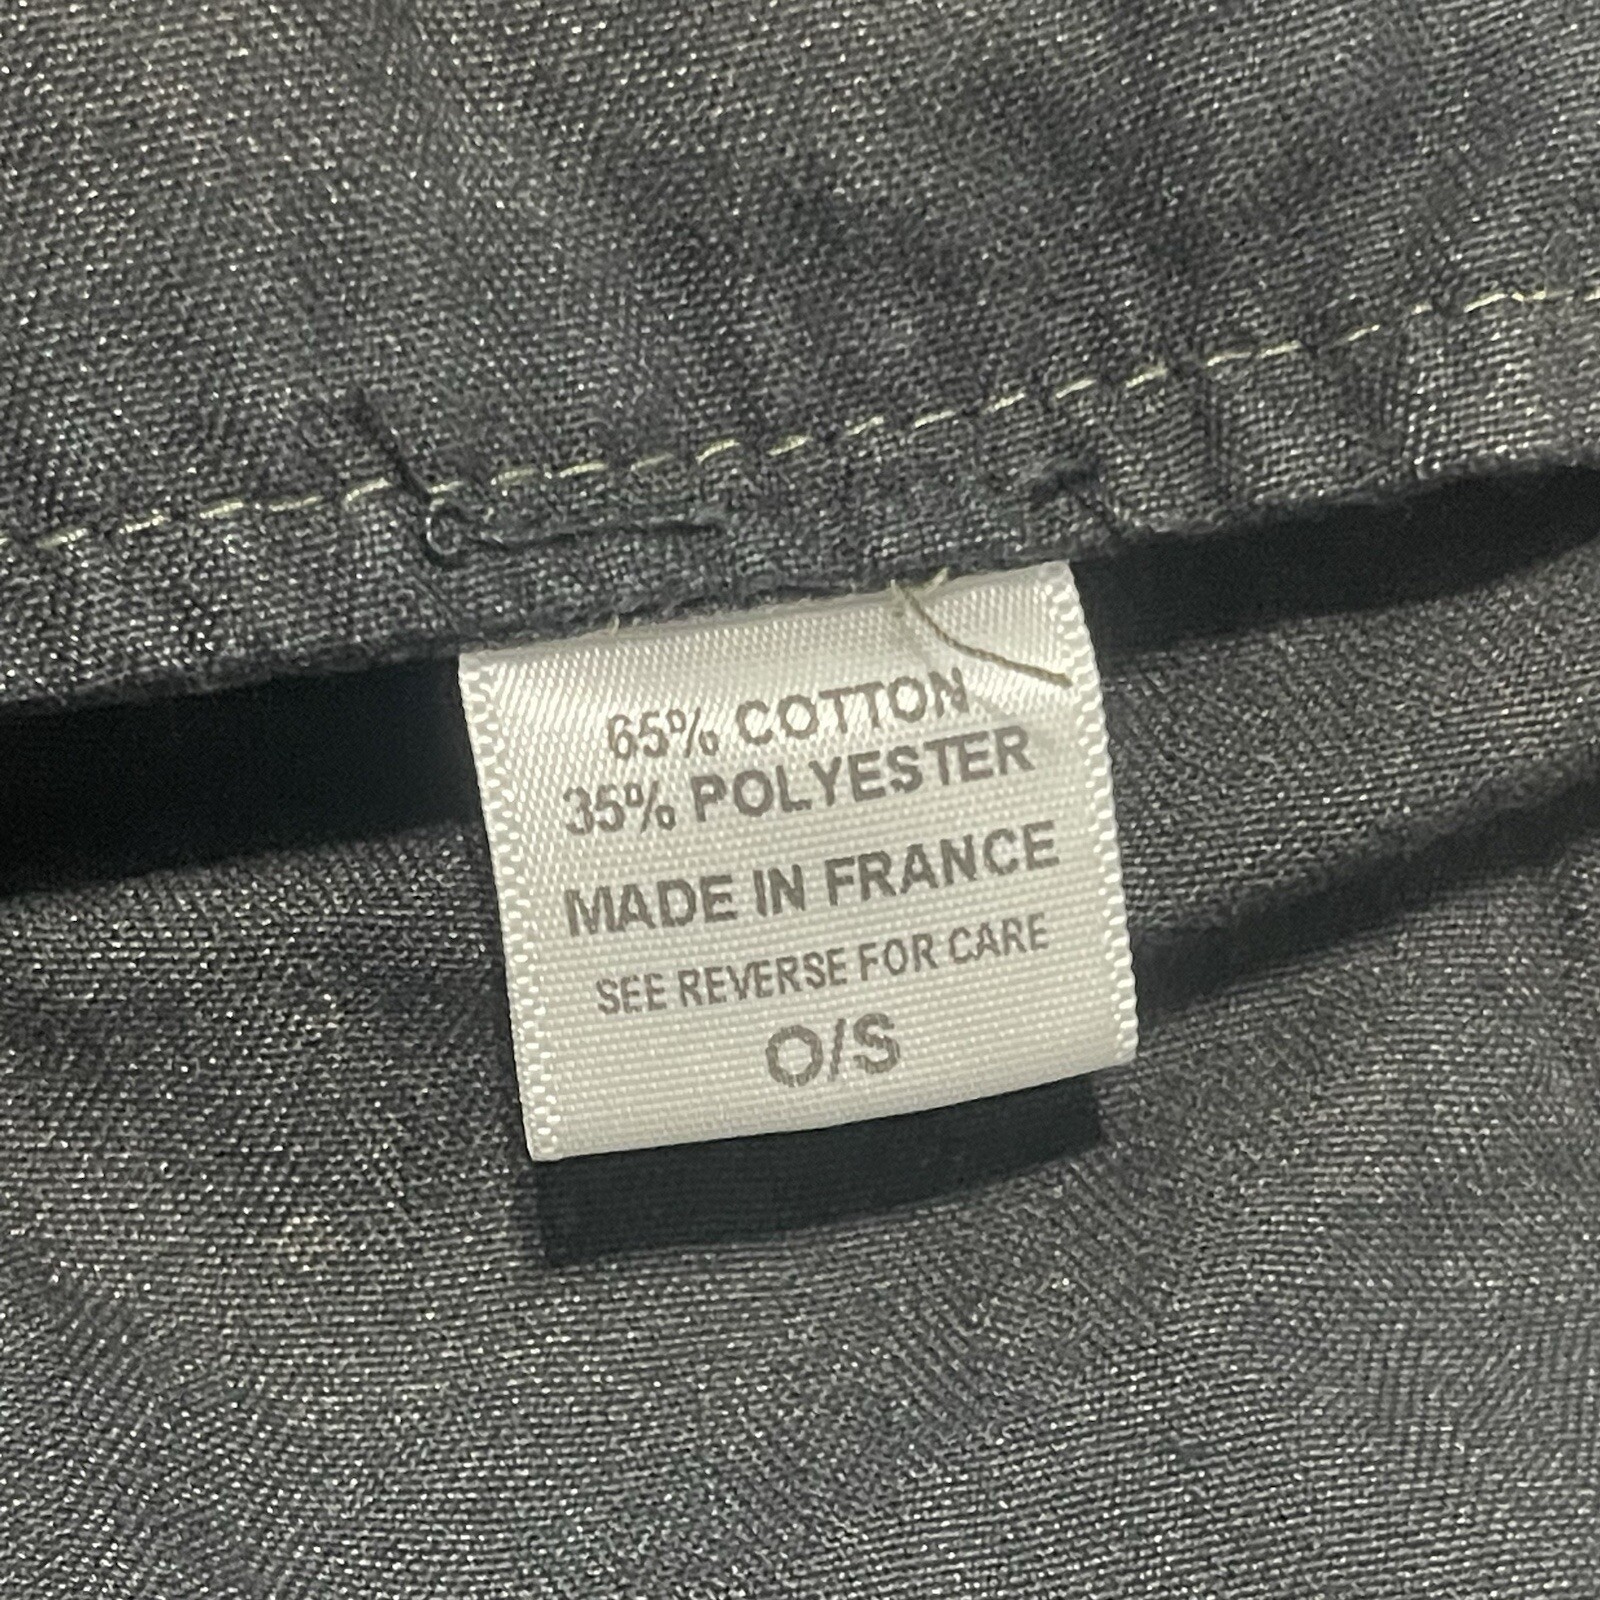 65% COTTON
35% POLYESTER
MADE IN FRANCE
SEE REVERSE FOR CARE
O/S